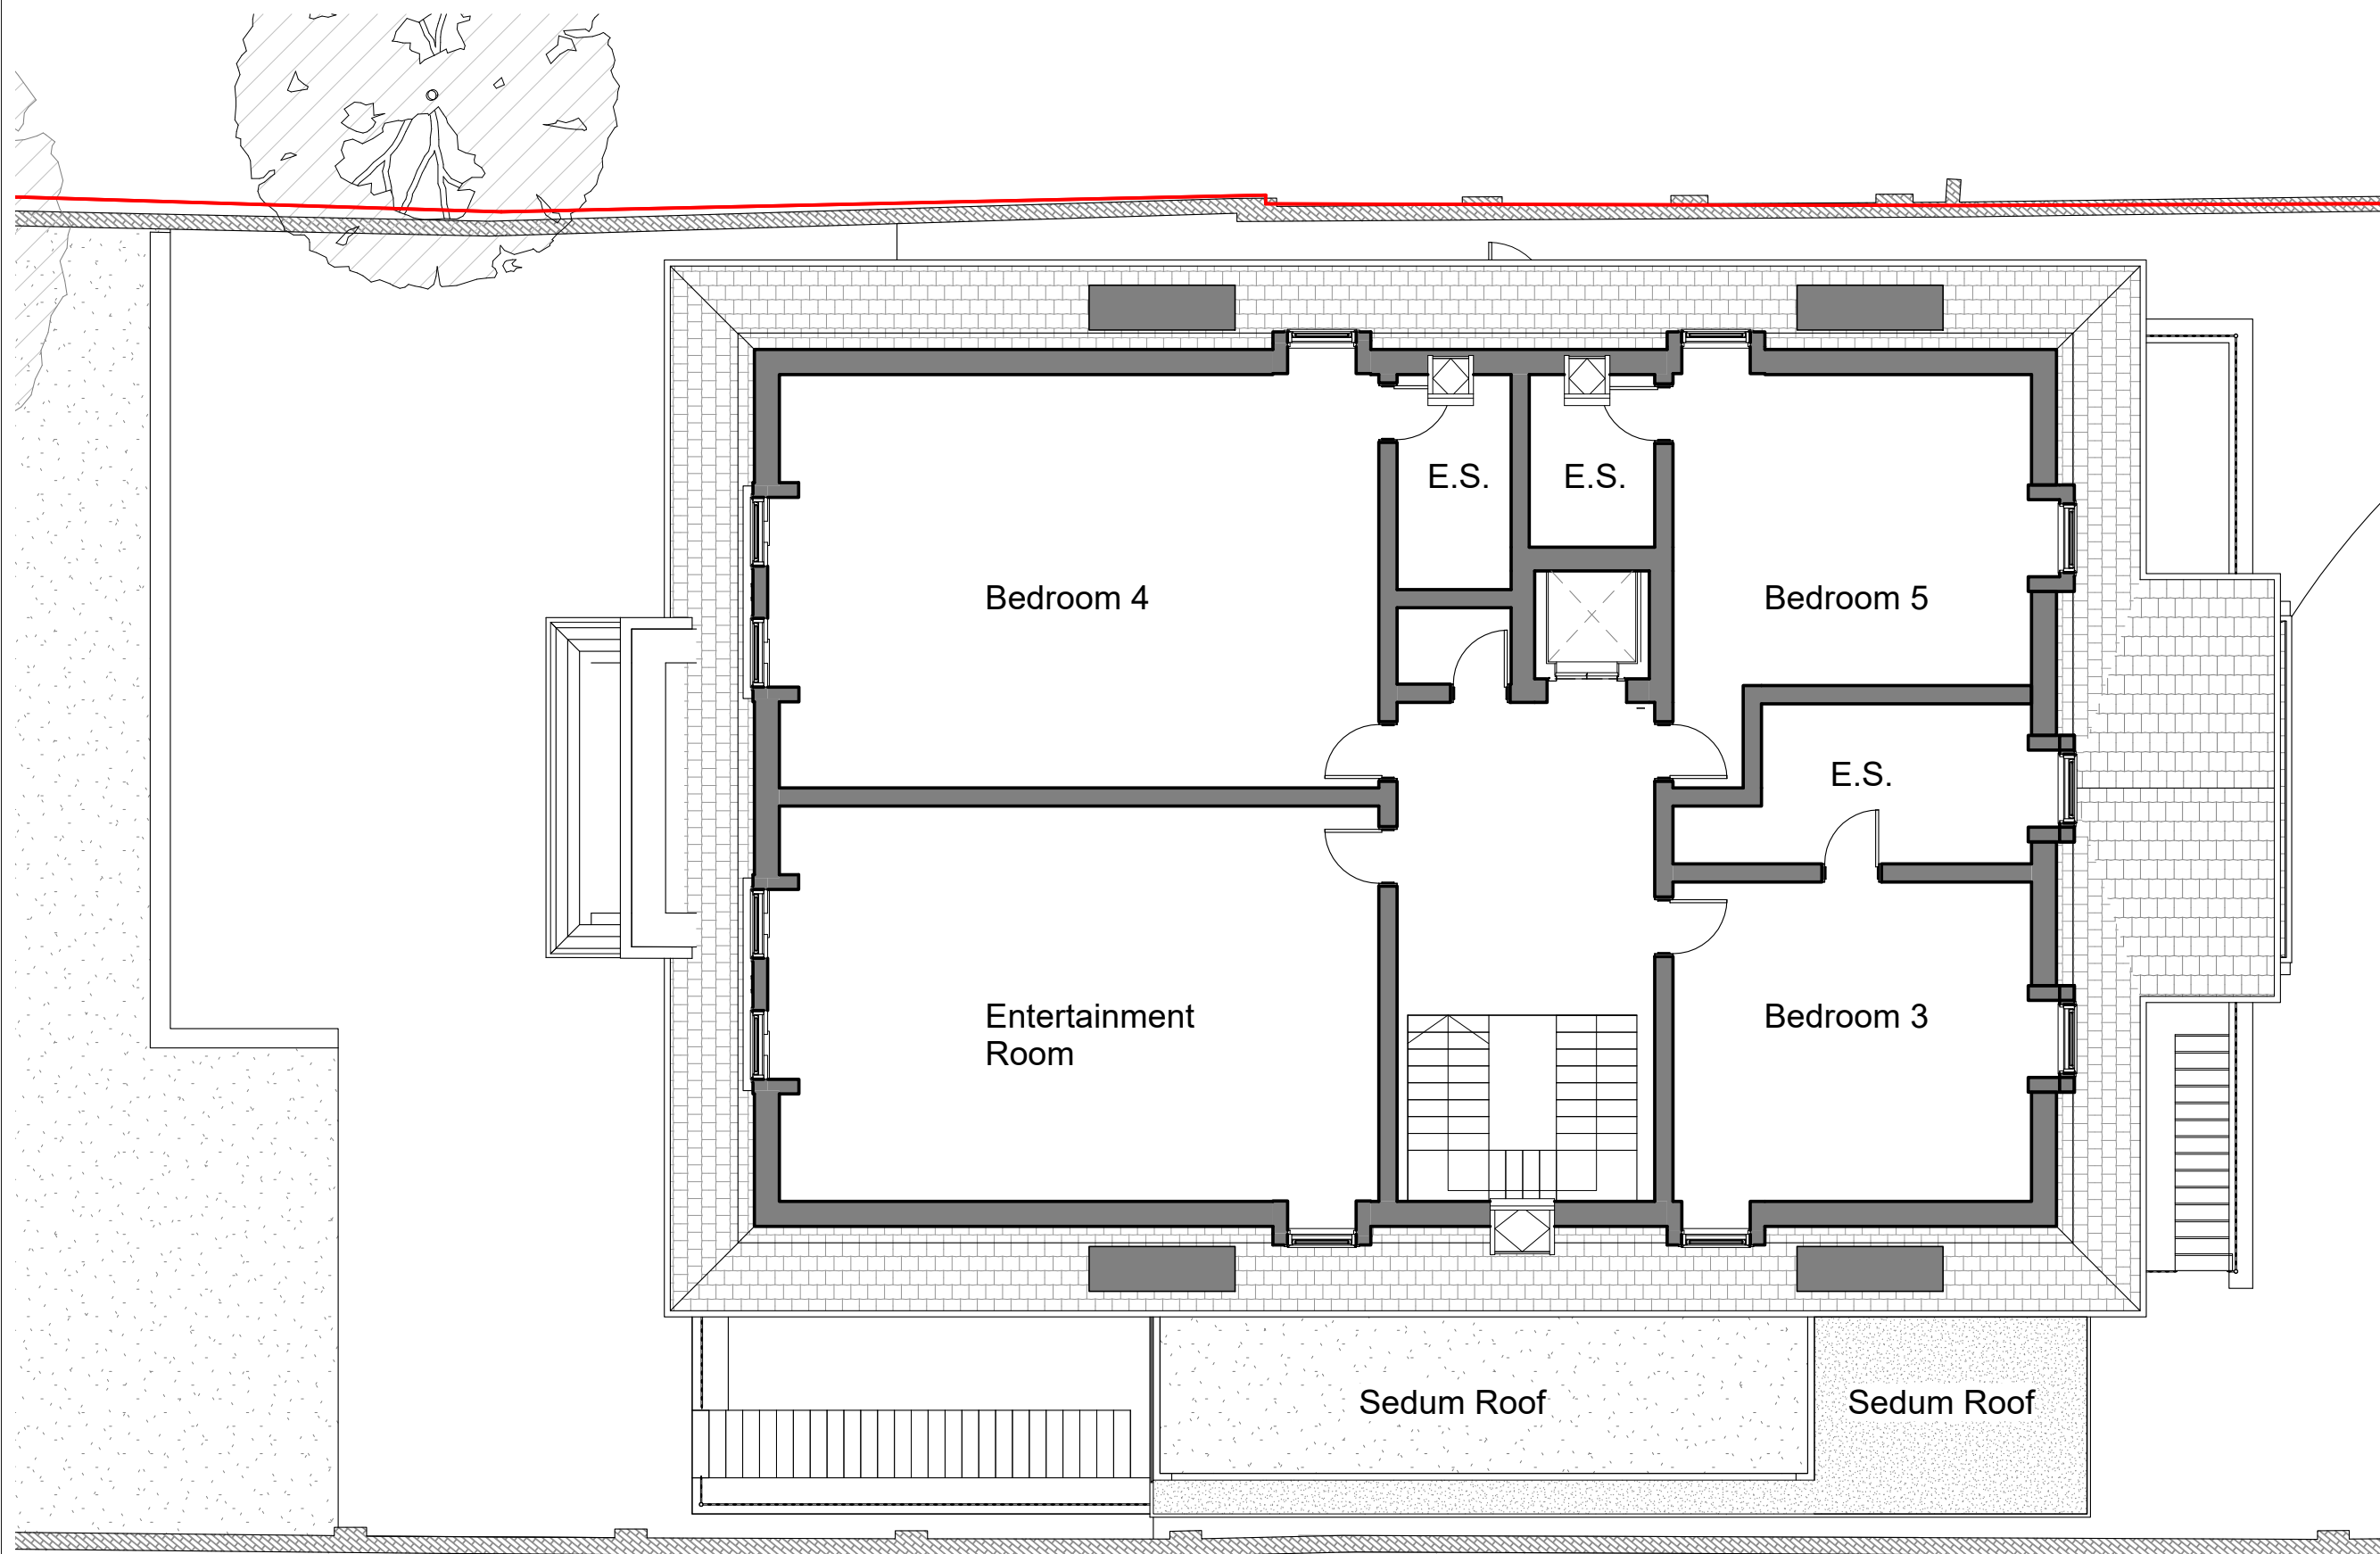 E.S.
E.S.
Bedroom 4
Bedroom 5
E.S.
Entertainment
Room
Bedroom 3
Sedum Roof
Sedum Roof